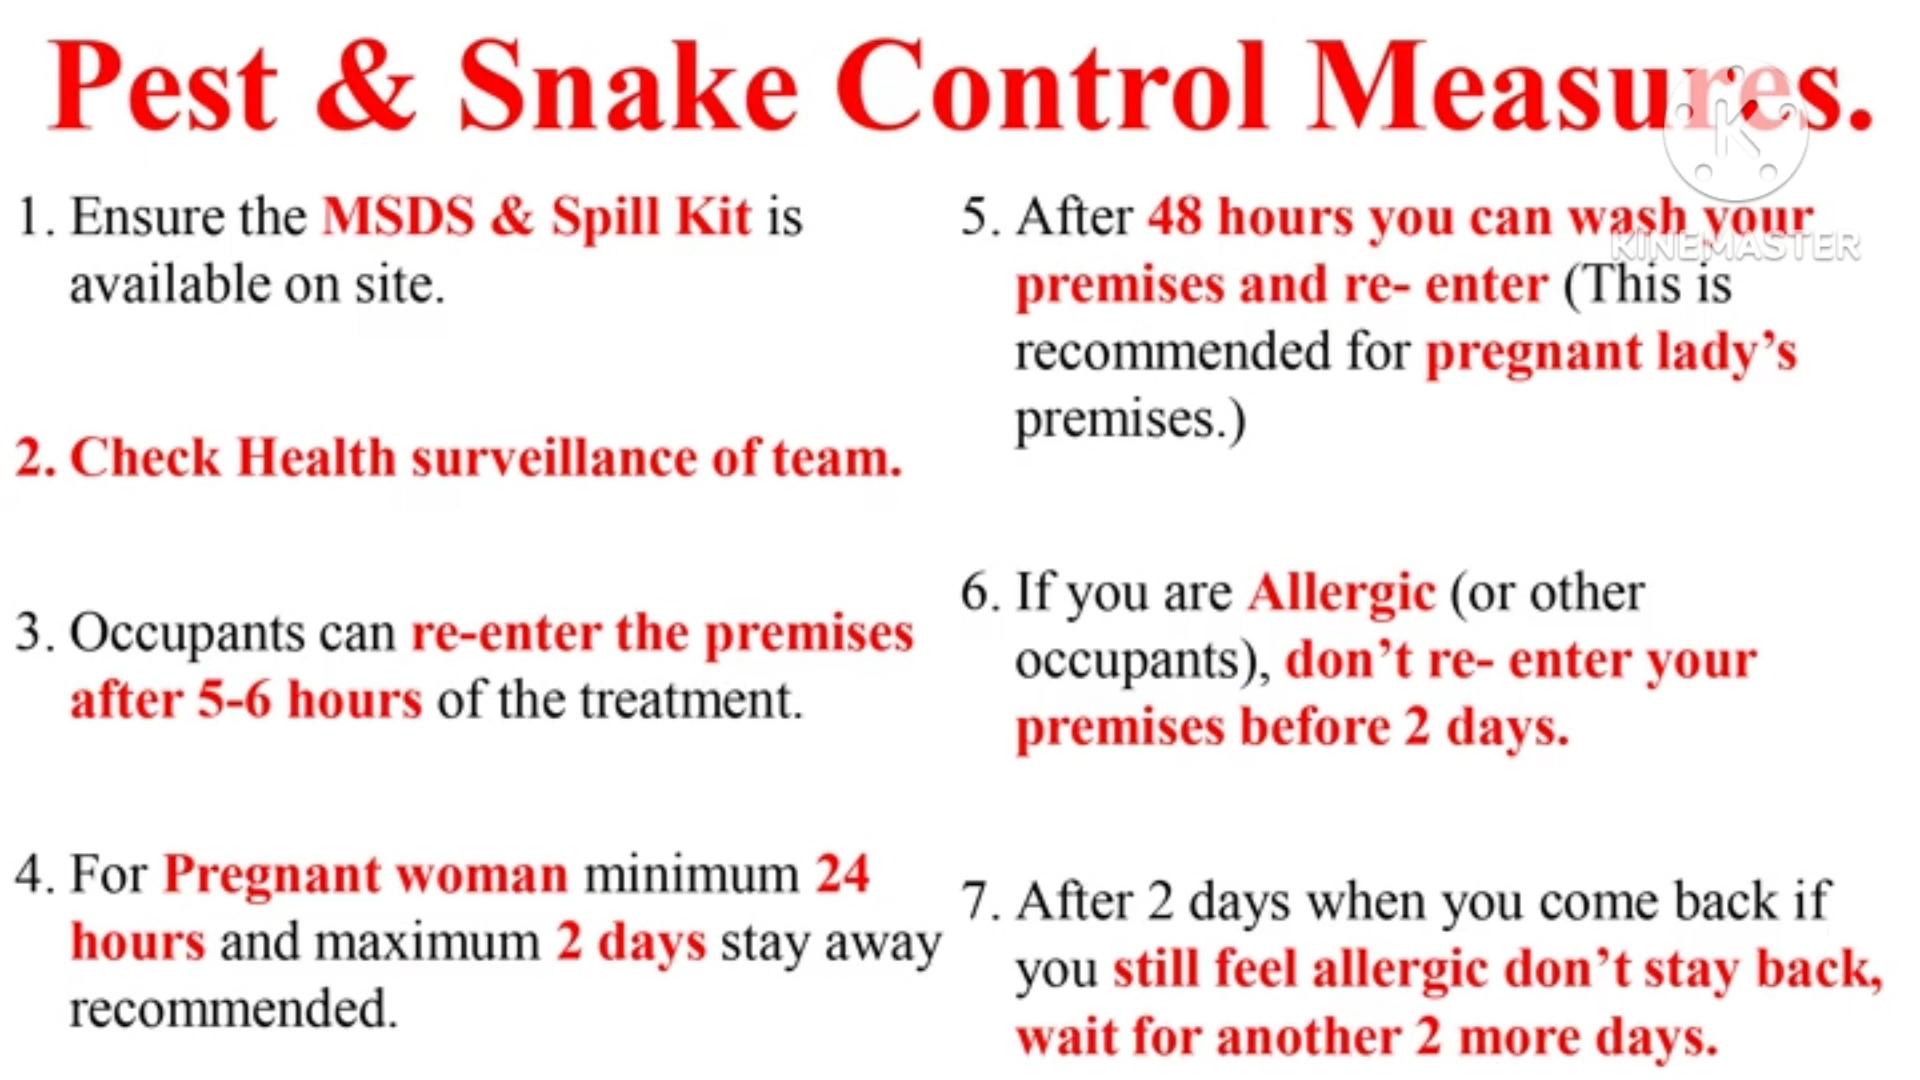 Pest & Snake Control Measures.
1. Ensure the MSDS & Spill Kit is
available on site.
2. Check Health surveillance of team.
3. Occupants can re-enter the premises
after 5-6 hours of the treatment.
4. For Pregnant woman minimum 24
hours and maximum 2 days stay away
recommended.
5. After 48 hours you can wash your
premises and re- enter (This is
recommended for pregnant lady’s
premises.)
6. If you are Allergic (or other
occupants), don’t re- enter your
premises before 2 days.
7. After 2 days when you come back if
you still feel allergic don’t stay back,
wait for another 2 more days.
K
KINEMASTER